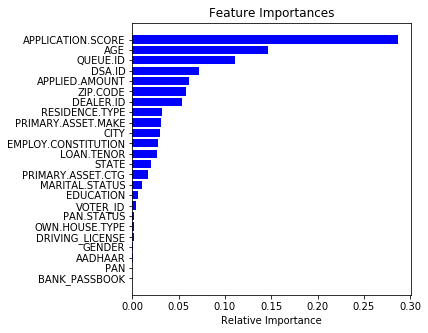 Feature Importances
APPLICATION.SCORE
AGE
QUEUE.ID
DSA.ID
APPLIED.AMOUNT
ZIP.CODE
DEALER.ID
RESIDENCE.TYPE
PRIMARY.ASSET.MAKE
CITY
EMPLOY.CONSTITUTION
LOAN.TENOR
STATE
PRIMARY.ASSET.CTG
MARITAL.STATUS
EDUCATION
VOTER_ID
PAN.STATUS
OWN.HOUSE.TYPE
DRIVING_LICENSE
GENDER
AADHAAR
PAN
BANK_PASSBOOK
0.00 0.05 0.10 0.15 0.20 0.25 0.30
Relative Importance